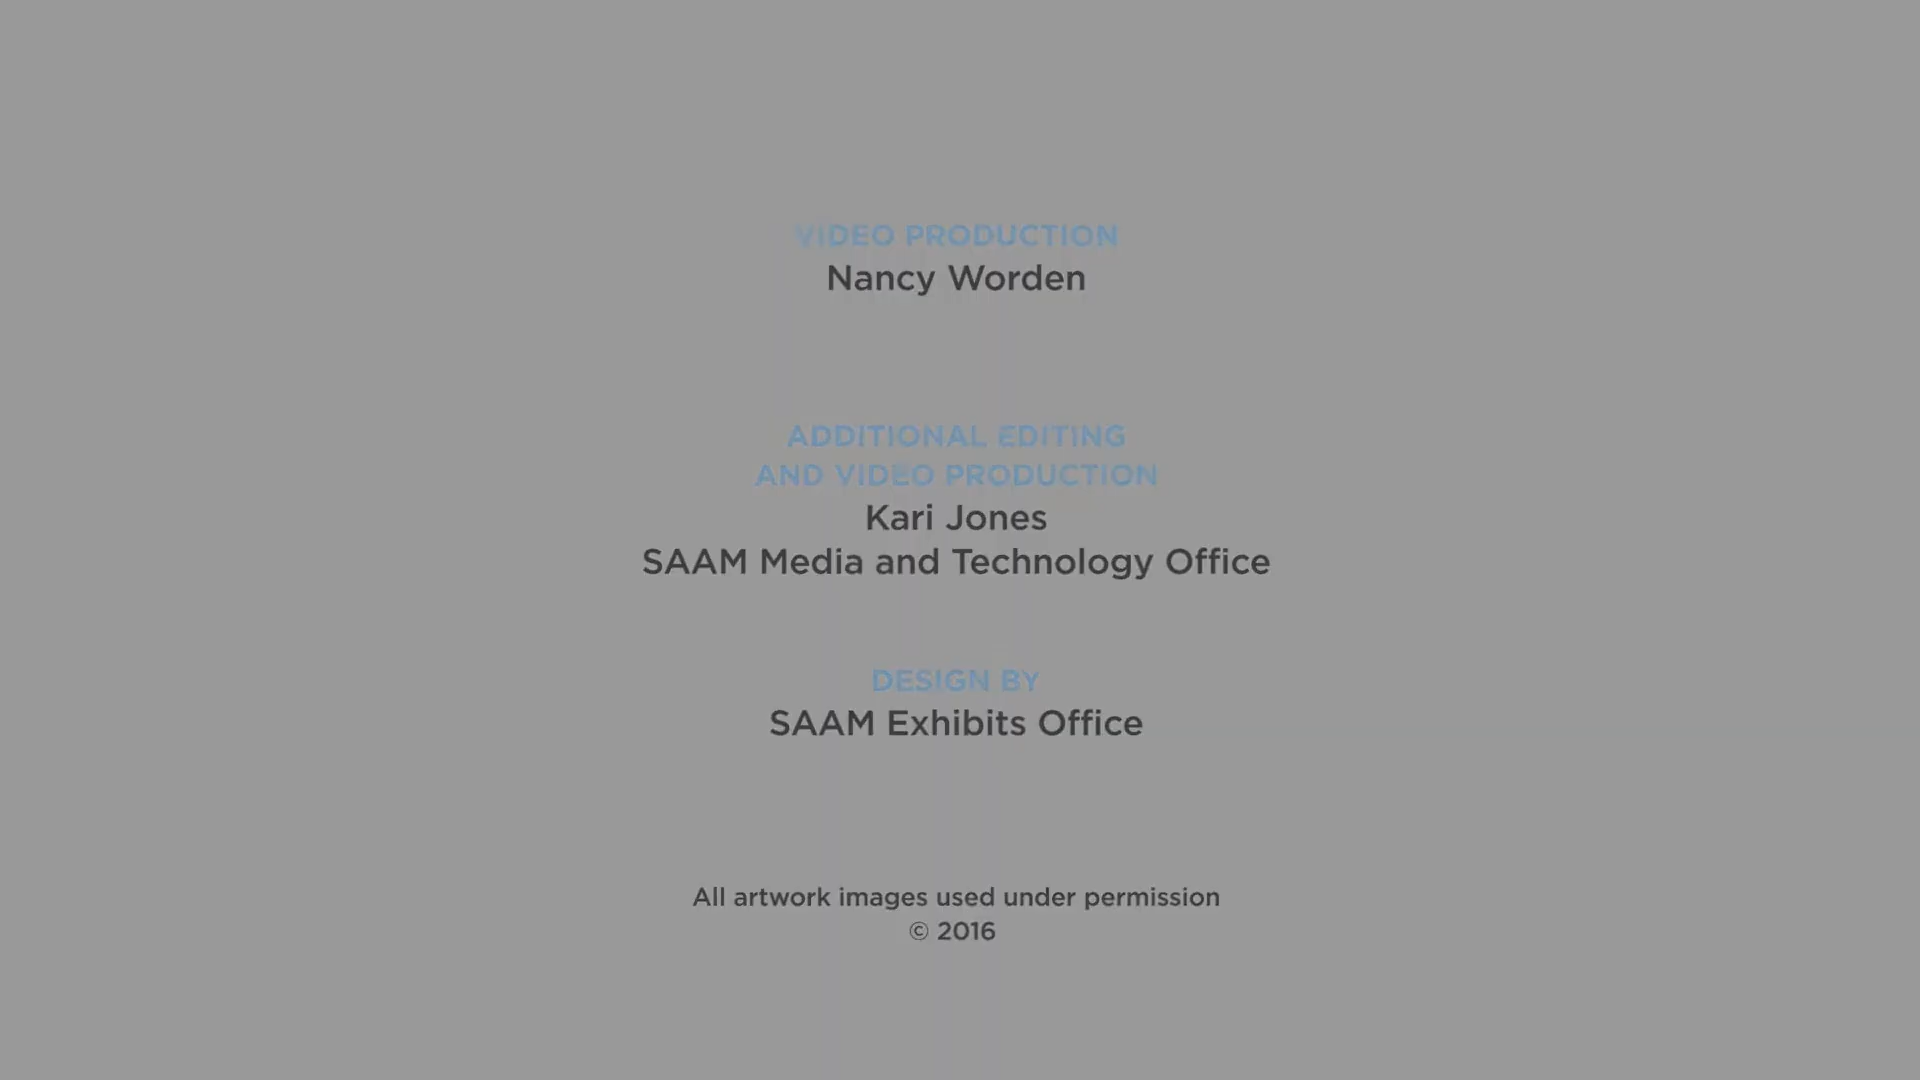 VIDEO PRODUCTION
Nancy Worden
ADDITIONAL EDITING
AND VIDEO PRODUCTION
Kari Jones
SAAM Media and Technology Office
DESIGN BY
SAAM Exhibits Office
All artwork images used under permission
© 2016